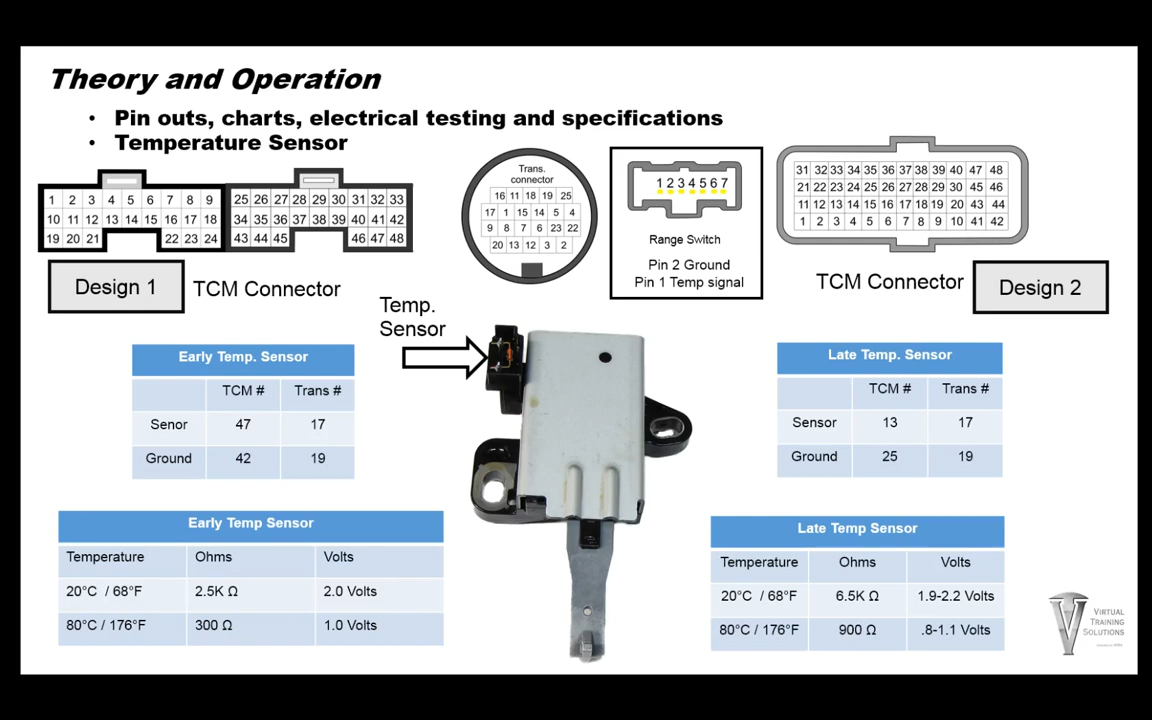 Theory and Operation
• Pin outs, charts, electrical testing and specifications
• Temperature Sensor
1 2 3 4 5 6 7 8 9
10 11 12 13 14 15 16 17 18
19 20 21 22 23 24
25 26 27 28 29 30 31 32 33
34 35 36 37 38 39 40 41 42
43 44 45 46 47 48
Design 1
TCM Connector
Trans.
connector
16 11 18 19 25
17 1 15 14 5 4
9 8 7 6 23 22
20 13 12 3 2
1 2 3 4 5 6 7
Range Switch
Pin 2 Ground
Pin 1 Temp signal
31 32 33 34 35 36 37 38 39 40 47 48
21 22 23 24 25 26 27 28 29 30 45 46
11 12 13 14 15 16 17 18 19 20 43 44
1 2 3 4 5 6 7 8 9 10 41 42
TCM Connector
Design 2
Temp.
Sensor
Early Temp. Sensor
TCM # Trans #
Senor 47 17
Ground 42 19
Late Temp. Sensor
TCM # Trans #
Sensor 13 17
Ground 25 19
Early Temp Sensor
Temperature Ohms Volts
20°C / 68°F 2.5K Ω 2.0 Volts
80°C / 176°F 300 Ω 1.0 Volts
Late Temp Sensor
Temperature Ohms Volts
20°C / 68°F 6.5K Ω 1.9-2.2 Volts
80°C / 176°F 900 Ω .8-1.1 Volts
VIRTUAL
TRAINING
SOLUTIONS